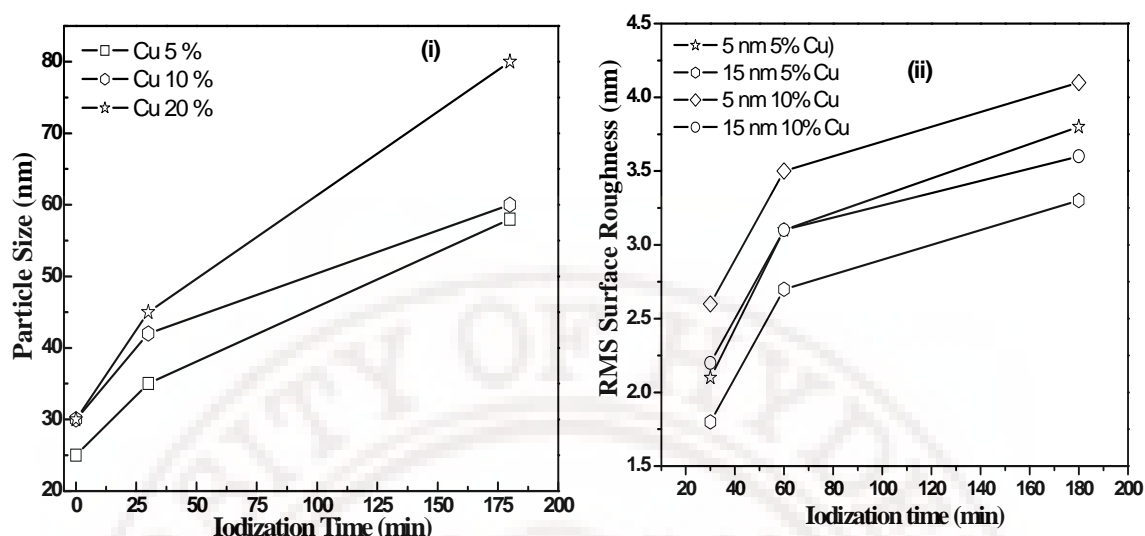 (i)
Cu 5 %
Cu 10 %
Cu 20 %
Particle Size (nm)
80
70
60
50
40
30
20
0 25 50 75 100 125 150 175 200
Iodization Time (min)
(ii)
5 nm 5% Cu)
15 nm 5% Cu
5 nm 10% Cu
15 nm 10% Cu
RMS Surface Roughness (nm)
4.5
4.0
3.5
3.0
2.5
2.0
1.5
20 40 60 80 100 120 140 160 180 200
Iodization time (min)
ITY OF HY